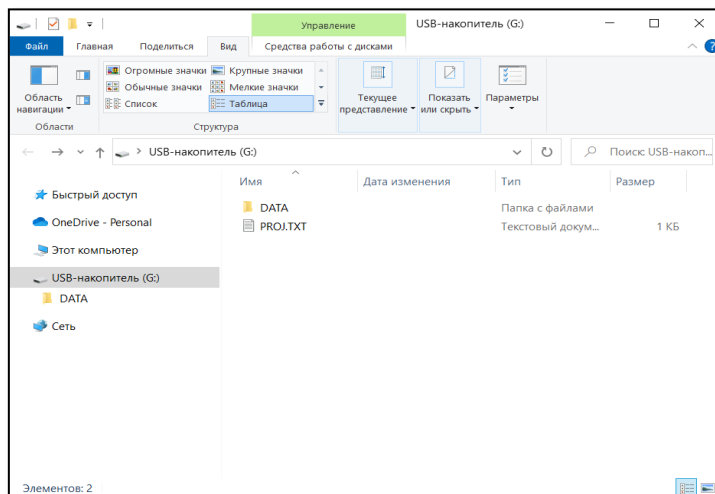 Управление
USB-накопитель (G:)
Файл Главная Поделиться Вид Средства работы с дисками
Область навигации
Огромные значки Крупные значки
Обычные значки Мелкие значки
Список Таблица
Текущее представление
Показать или скрыть
Параметры
Области Структура
USB-накопитель (G:)
Поиск: USB-накоп...
Имя Дата изменения Тип Размер
Быстрый доступ
OneDrive - Personal
Этот компьютер
USB-накопитель (G:)
DATA
Сеть
DATA Папка с файлами
PROJ.TXT Текстовый докум... 1 КБ
Элементов: 2